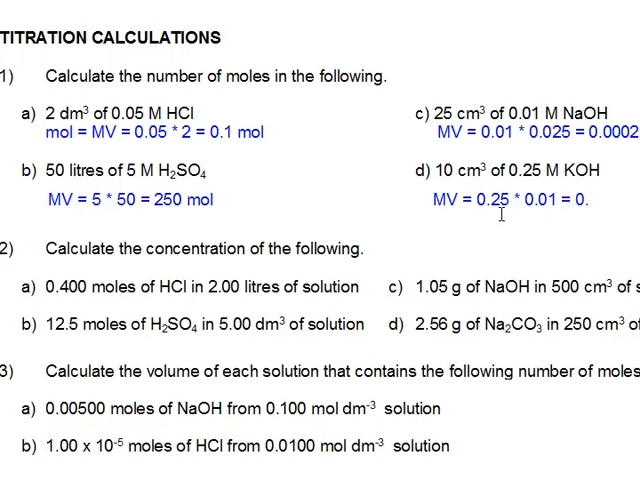 TITRATION CALCULATIONS
1) Calculate the number of moles in the following.
a) 2 dm³ of 0.05 M HCl
mol = MV = 0.05 * 2 = 0.1 mol
c) 25 cm³ of 0.01 M NaOH
MV = 0.01 * 0.025 = 0.0002
b) 50 litres of 5 M H₂SO₄
MV = 5 * 50 = 250 mol
d) 10 cm³ of 0.25 M KOH
MV = 0.25 * 0.01 = 0.
2) Calculate the concentration of the following.
a) 0.400 moles of HCl in 2.00 litres of solution
c) 1.05 g of NaOH in 500 cm³ of s
b) 12.5 moles of H₂SO₄ in 5.00 dm³ of solution
d) 2.56 g of Na₂CO₃ in 250 cm³ of
3) Calculate the volume of each solution that contains the following number of moles
a) 0.00500 moles of NaOH from 0.100 mol dm⁻³ solution
b) 1.00 x 10⁻⁵ moles of HCl from 0.0100 mol dm⁻³ solution